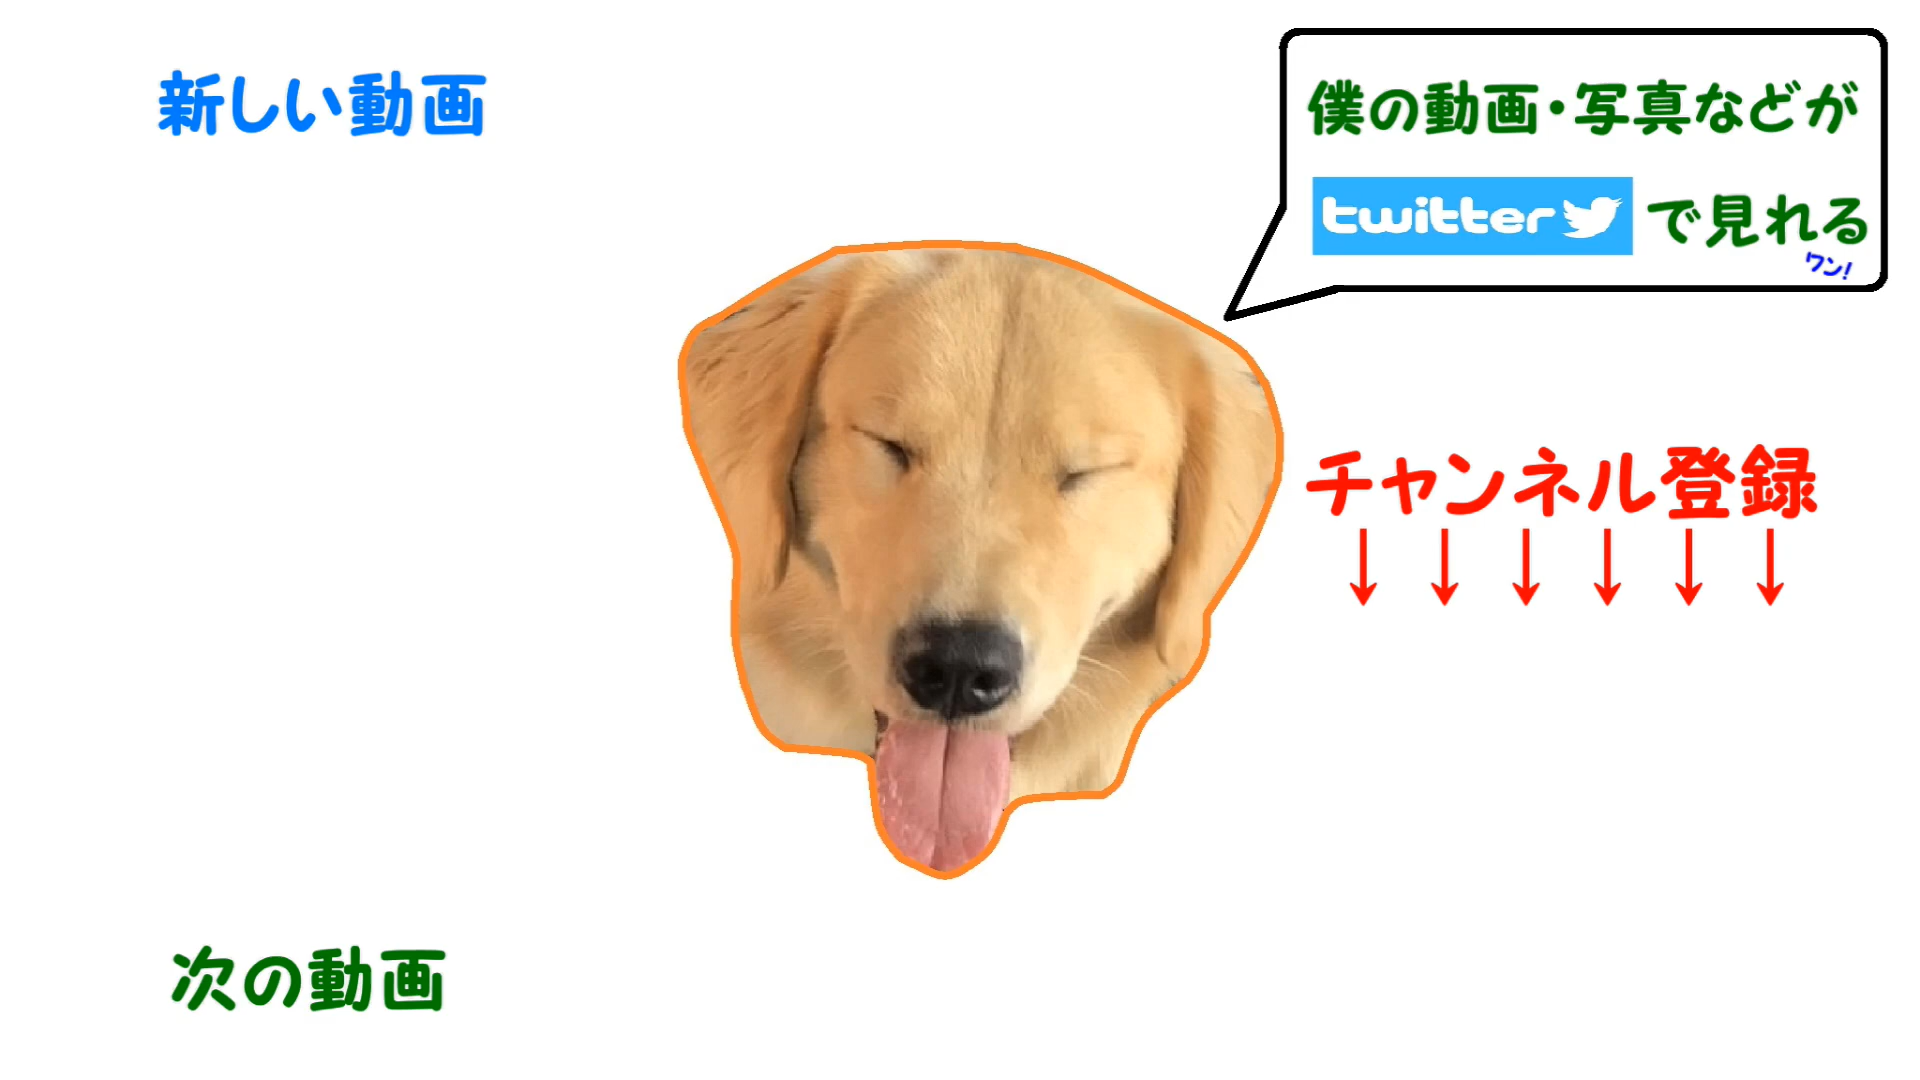 新しい動画
僕の動画・写真などが
twitter で見れる
ワン!
チャンネル登録
↓ ↓ ↓ ↓ ↓ ↓
次の動画